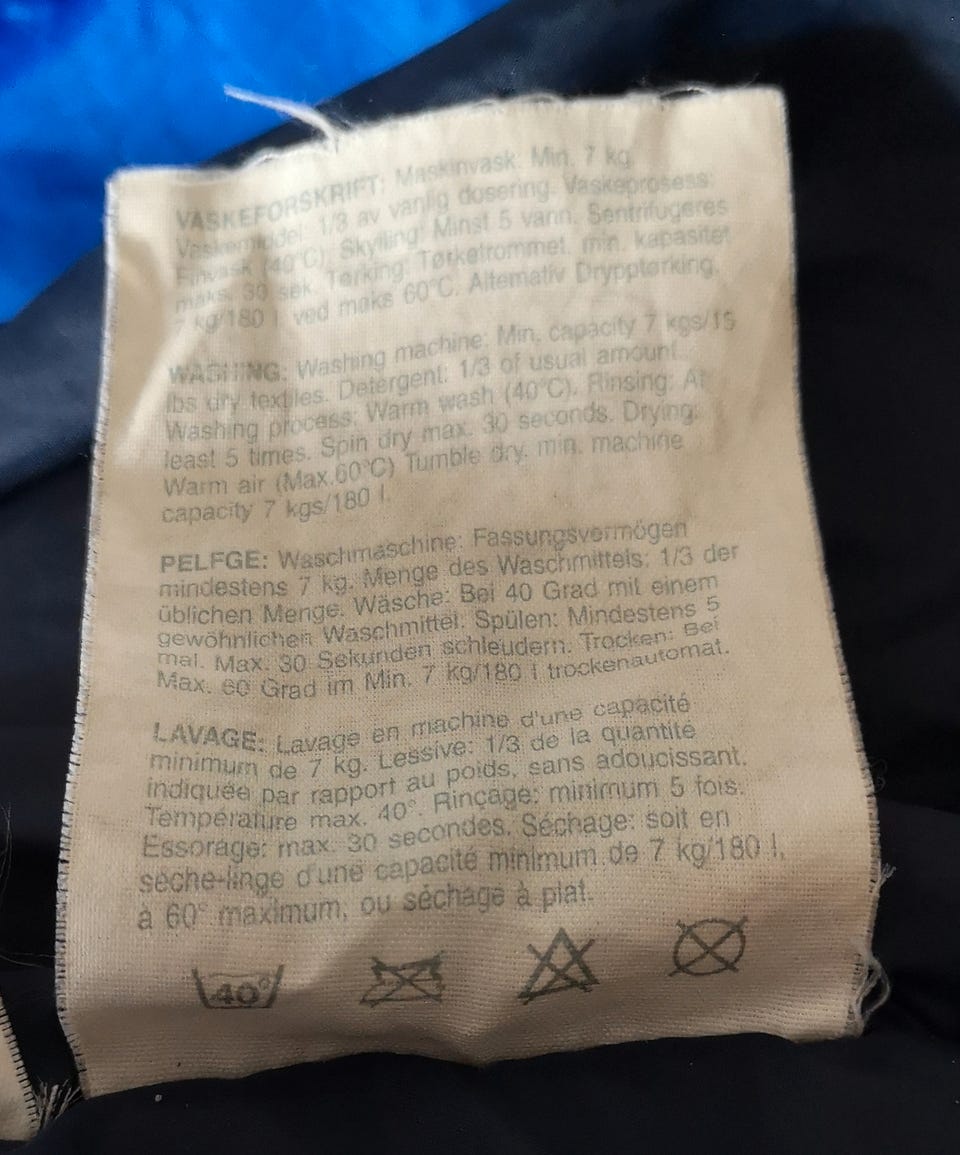 VASKEFORSKRIFT: Maskinvask: Min. 7 kg.
Vaskemiddel: 1/3 av vanlig dosering. Vaskeprosess:
Finvask (40°C). Skylling: Minst 5 vann. Sentrifugeres
maks. 30 sek. Tørking: Tørketrommet, min. kapasitet
7 kg/180 l ved maks 60°C. Alternativ Drypptørking.
WASHING: Washing machine: Min. capacity 7 kgs/15
lbs dry textiles. Detergent: 1/3 of usual amount.
Washing process: Warm wash (40°C). Rinsing: At
least 5 times. Spin dry max. 30 seconds. Drying:
Warm air (Max.60°C) Tumble dry. min. machine
capacity 7 kgs/180 l.
PELFGE: Waschmaschine: Fassungsvermögen
mindestens 7 kg. Menge des Waschmittels: 1/3 der
üblichen Menge. Wäsche: Bei 40 Grad mit einem
gewöhnlichen Waschmittel. Spülen: Mindestens 5
mal. Max. 30 Sekunden schleudern. Trocken: Bei
Max. 60 Grad im Min. 7 kg/180 l trockenautomat.
LAVAGE: Lavage en machine d'une capacité
minimum de 7 kg. Lessive: 1/3 de la quantité
indiquée par rapport au poids, sans adoucissant.
Température max. 40°. Rinçage: minimum 5 fois.
Essorage: max. 30 secondes. Séchage: soit en
sèche-linge d'une capacité minimum de 7 kg/180 l,
à 60° maximum, ou séchage à plat.
40°